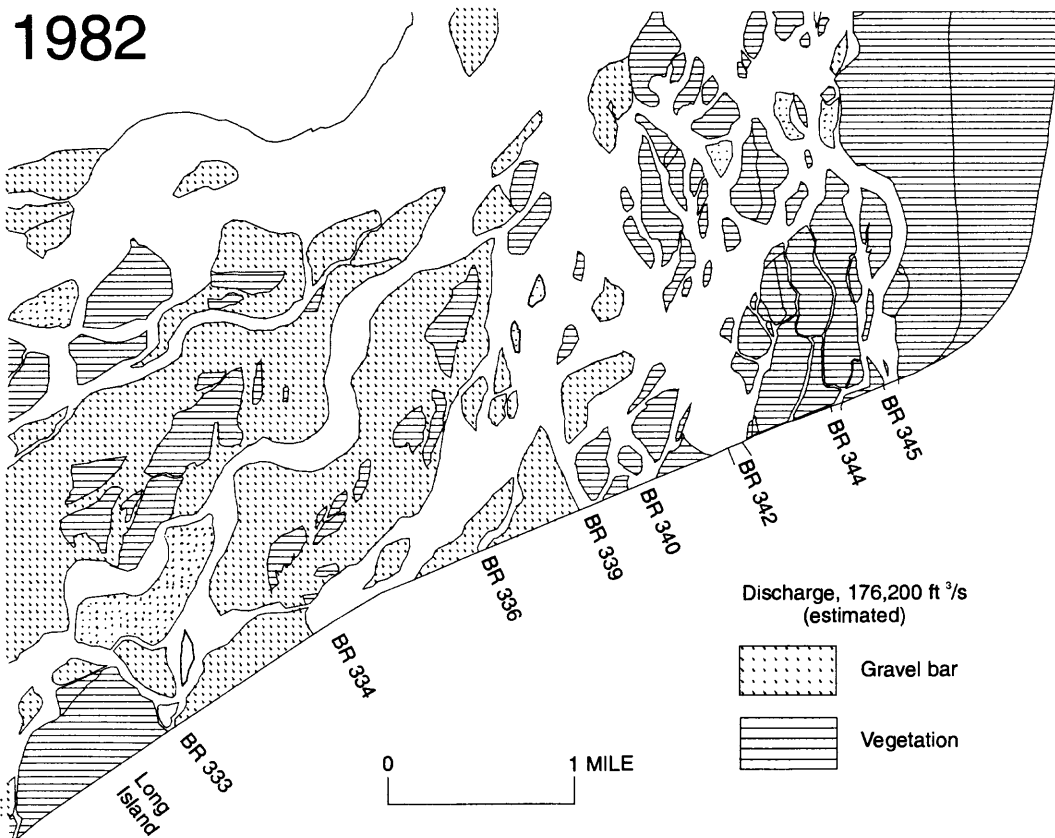 1982
BR 345
BR 344
BR 342
BR 340
BR 339
BR 336
BR 334
BR 333
Long
Island
Discharge, 176,200 ft ³/s
(estimated)
Gravel bar
Vegetation
0 1 MILE